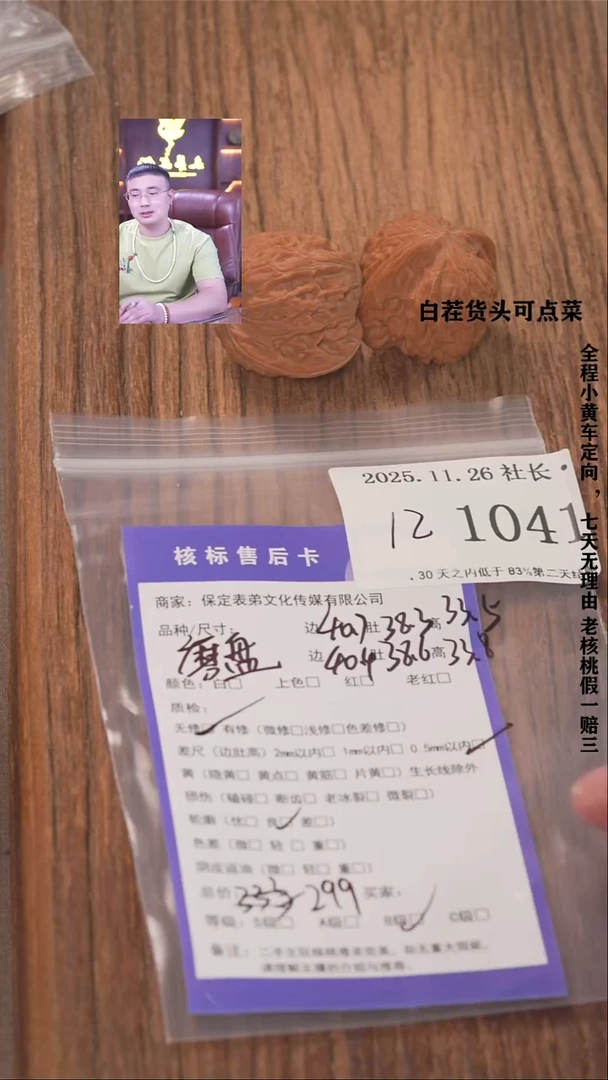 白茬货头可点菜
全程小黄车定向，七天无理由 老核桃假一赔三
2025.11.26 社长
12 1041
.30天之内低于83%第二天
核标售后卡
商家：保定表弟文化传媒有限公司
品种/尺寸： 边 40.7 肚 38.3 高 33.5
磨盘 边 40.4 肚 38.6 高 33.8
颜色：白□ 上色□ 红□ 老红□
质检：
无修□ 有修（微修□浅修□色差修□）
差尺（边肚高）2mm以内□ 1mm以内□ 0.5mm以内□
黄（隐黄□ 黄点□ 黄筋□ 片黄□）生长线除外
损伤（磕碰□ 断齿□ 老冰裂□ 微裂□）
轮磨（优□ 良□ 差□）
色差（微□ 轻□ 重□）
阴皮返油（微□ 轻□ 重□）
总价 333 299 买家：
等级：S级□ A级□ B级□ C级□
备注：